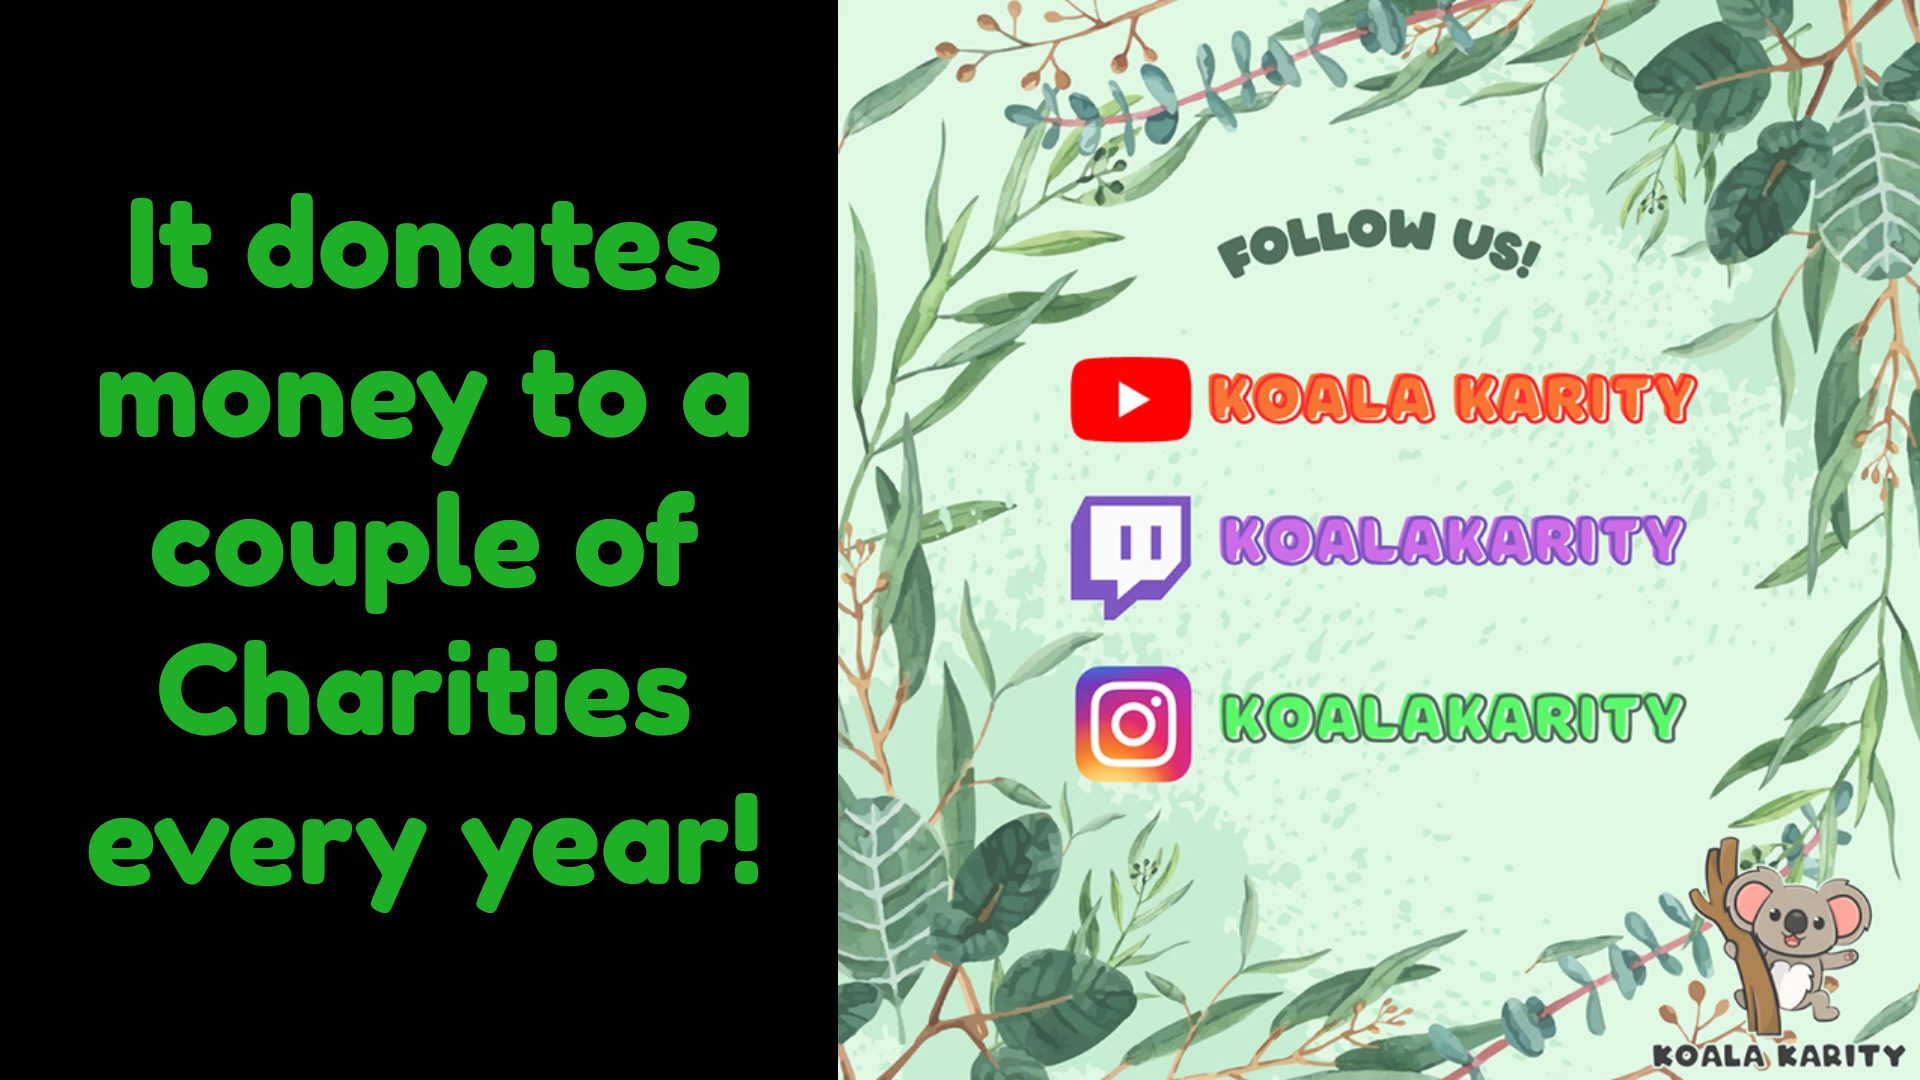 It donates
money to a
couple of
Charities
every year!
FOLLOW US!
KOALA KARITY
KOALAKARITY
KOALAKARITY
KOALA KARITY